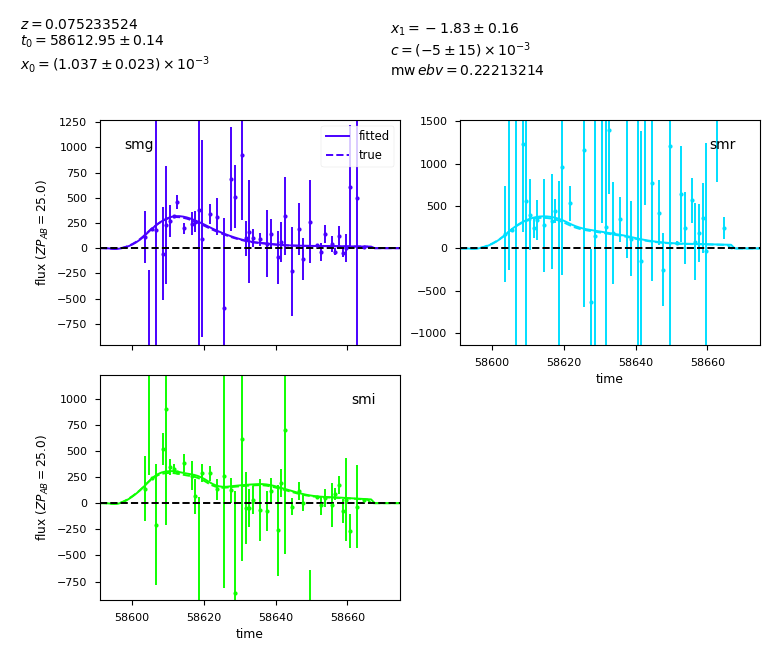 z = 0.075233524
t0 = 58612.95 ± 0.14
x0 = (1.037 ± 0.023) × 10^−3
x1 = −1.83 ± 0.16
c = (−5 ± 15) × 10^−3
mw ebv = 0.22213214
smg
fitted
true
1250
1000
750
500
250
0
−250
−500
−750
flux (ZP_AB = 25.0)
smr
1500
1000
500
0
−500
−1000
58600 58620 58640 58660
time
smi
1000
750
500
250
0
−250
−500
−750
flux (ZP_AB = 25.0)
58600 58620 58640 58660
time